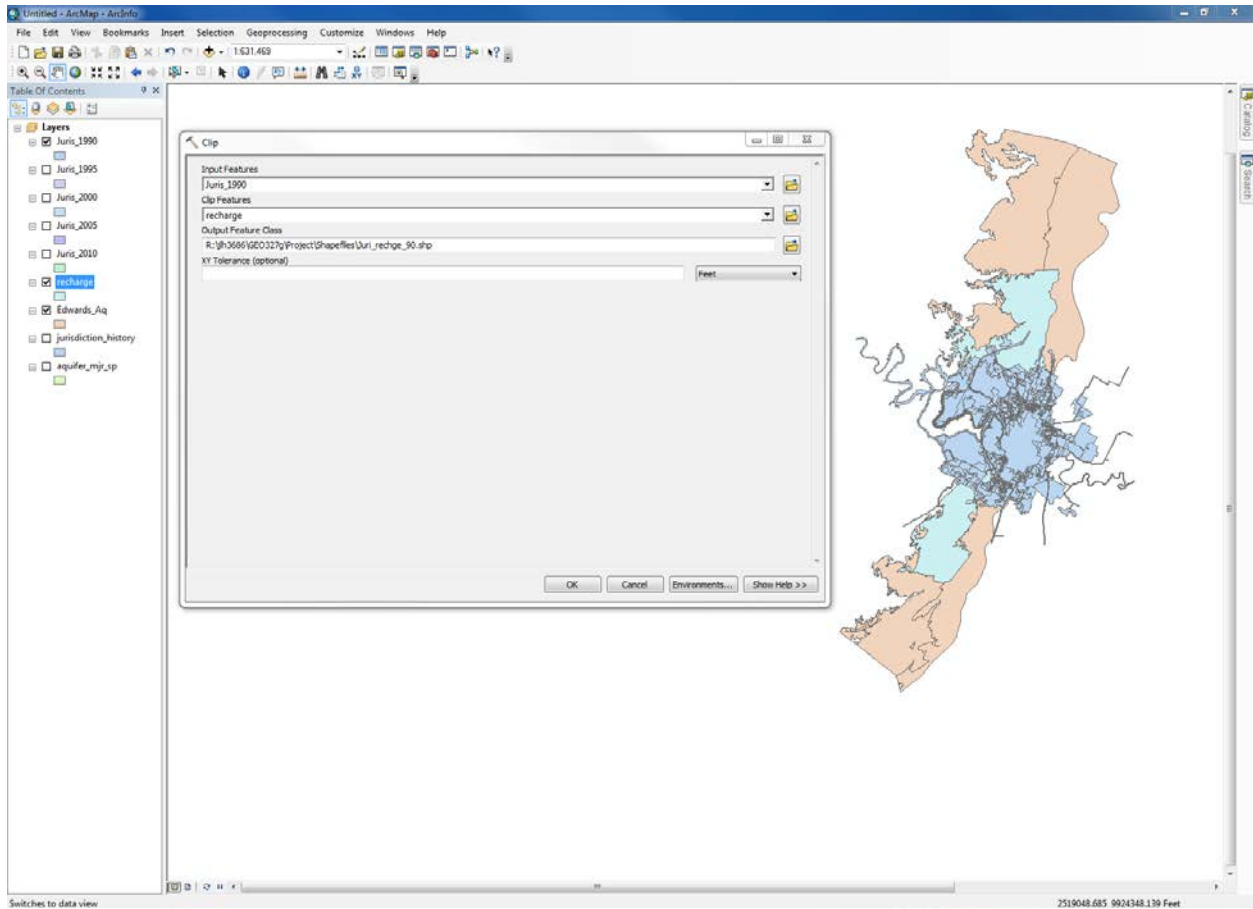 Untitled - ArcMap - ArcInfo
File Edit View Bookmarks Insert Selection Geoprocessing Customize Windows Help
1:631,469
Table Of Contents
Layers
Juris_1990
Juris_1995
Juris_2000
Juris_2005
Juris_2010
recharge
Edwards_Aq
jurisdiction_history
aquifer_mjr_sp
Clip
Input Features
Juris_1990
Clip Features
recharge
Output Feature Class
R:\jlh3686\GEO327g\Project\Shapefiles\Juri_rechge_90.shp
XY Tolerance (optional)
Feet
OK Cancel Environments... Show Help >>
Catalog
Search
Switches to data view
2519048.685 9924348.139 Feet